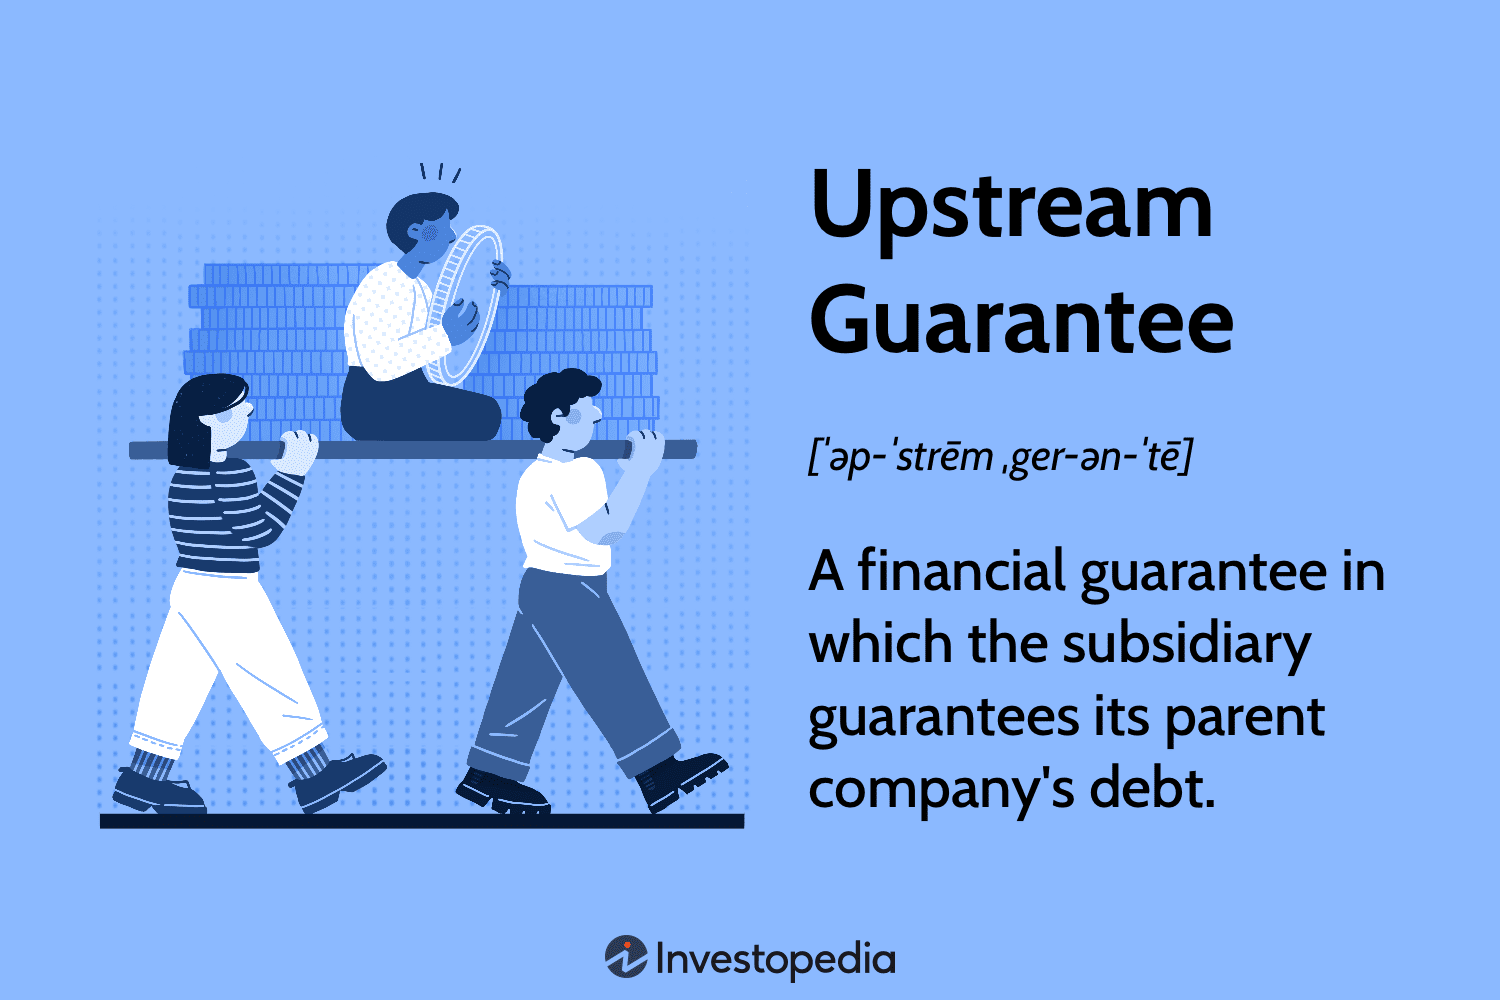 Upstream
Guarantee
[ˈəp-ˈstrēm ˌger-ən-ˈtē]
A financial guarantee in
which the subsidiary
guarantees its parent
company's debt.
Investopedia